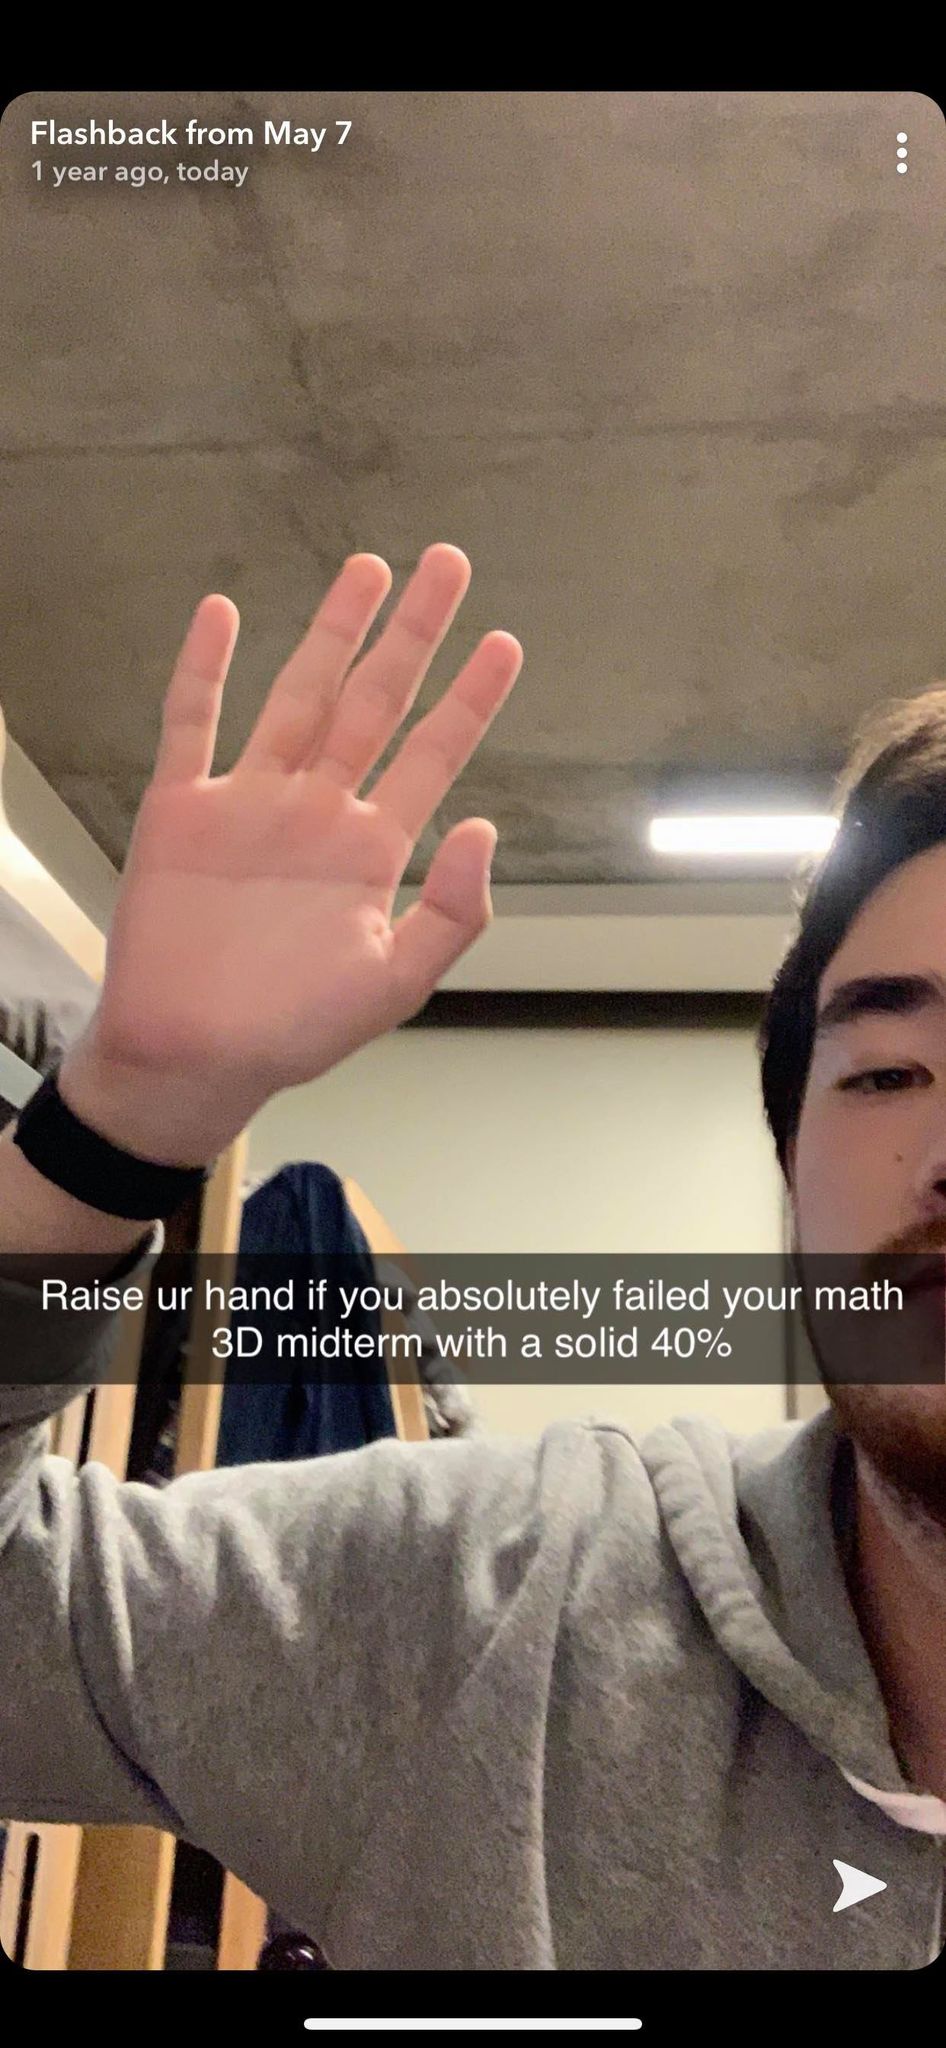 Flashback from May 7
1 year ago, today
Raise ur hand if you absolutely failed your math
3D midterm with a solid 40%